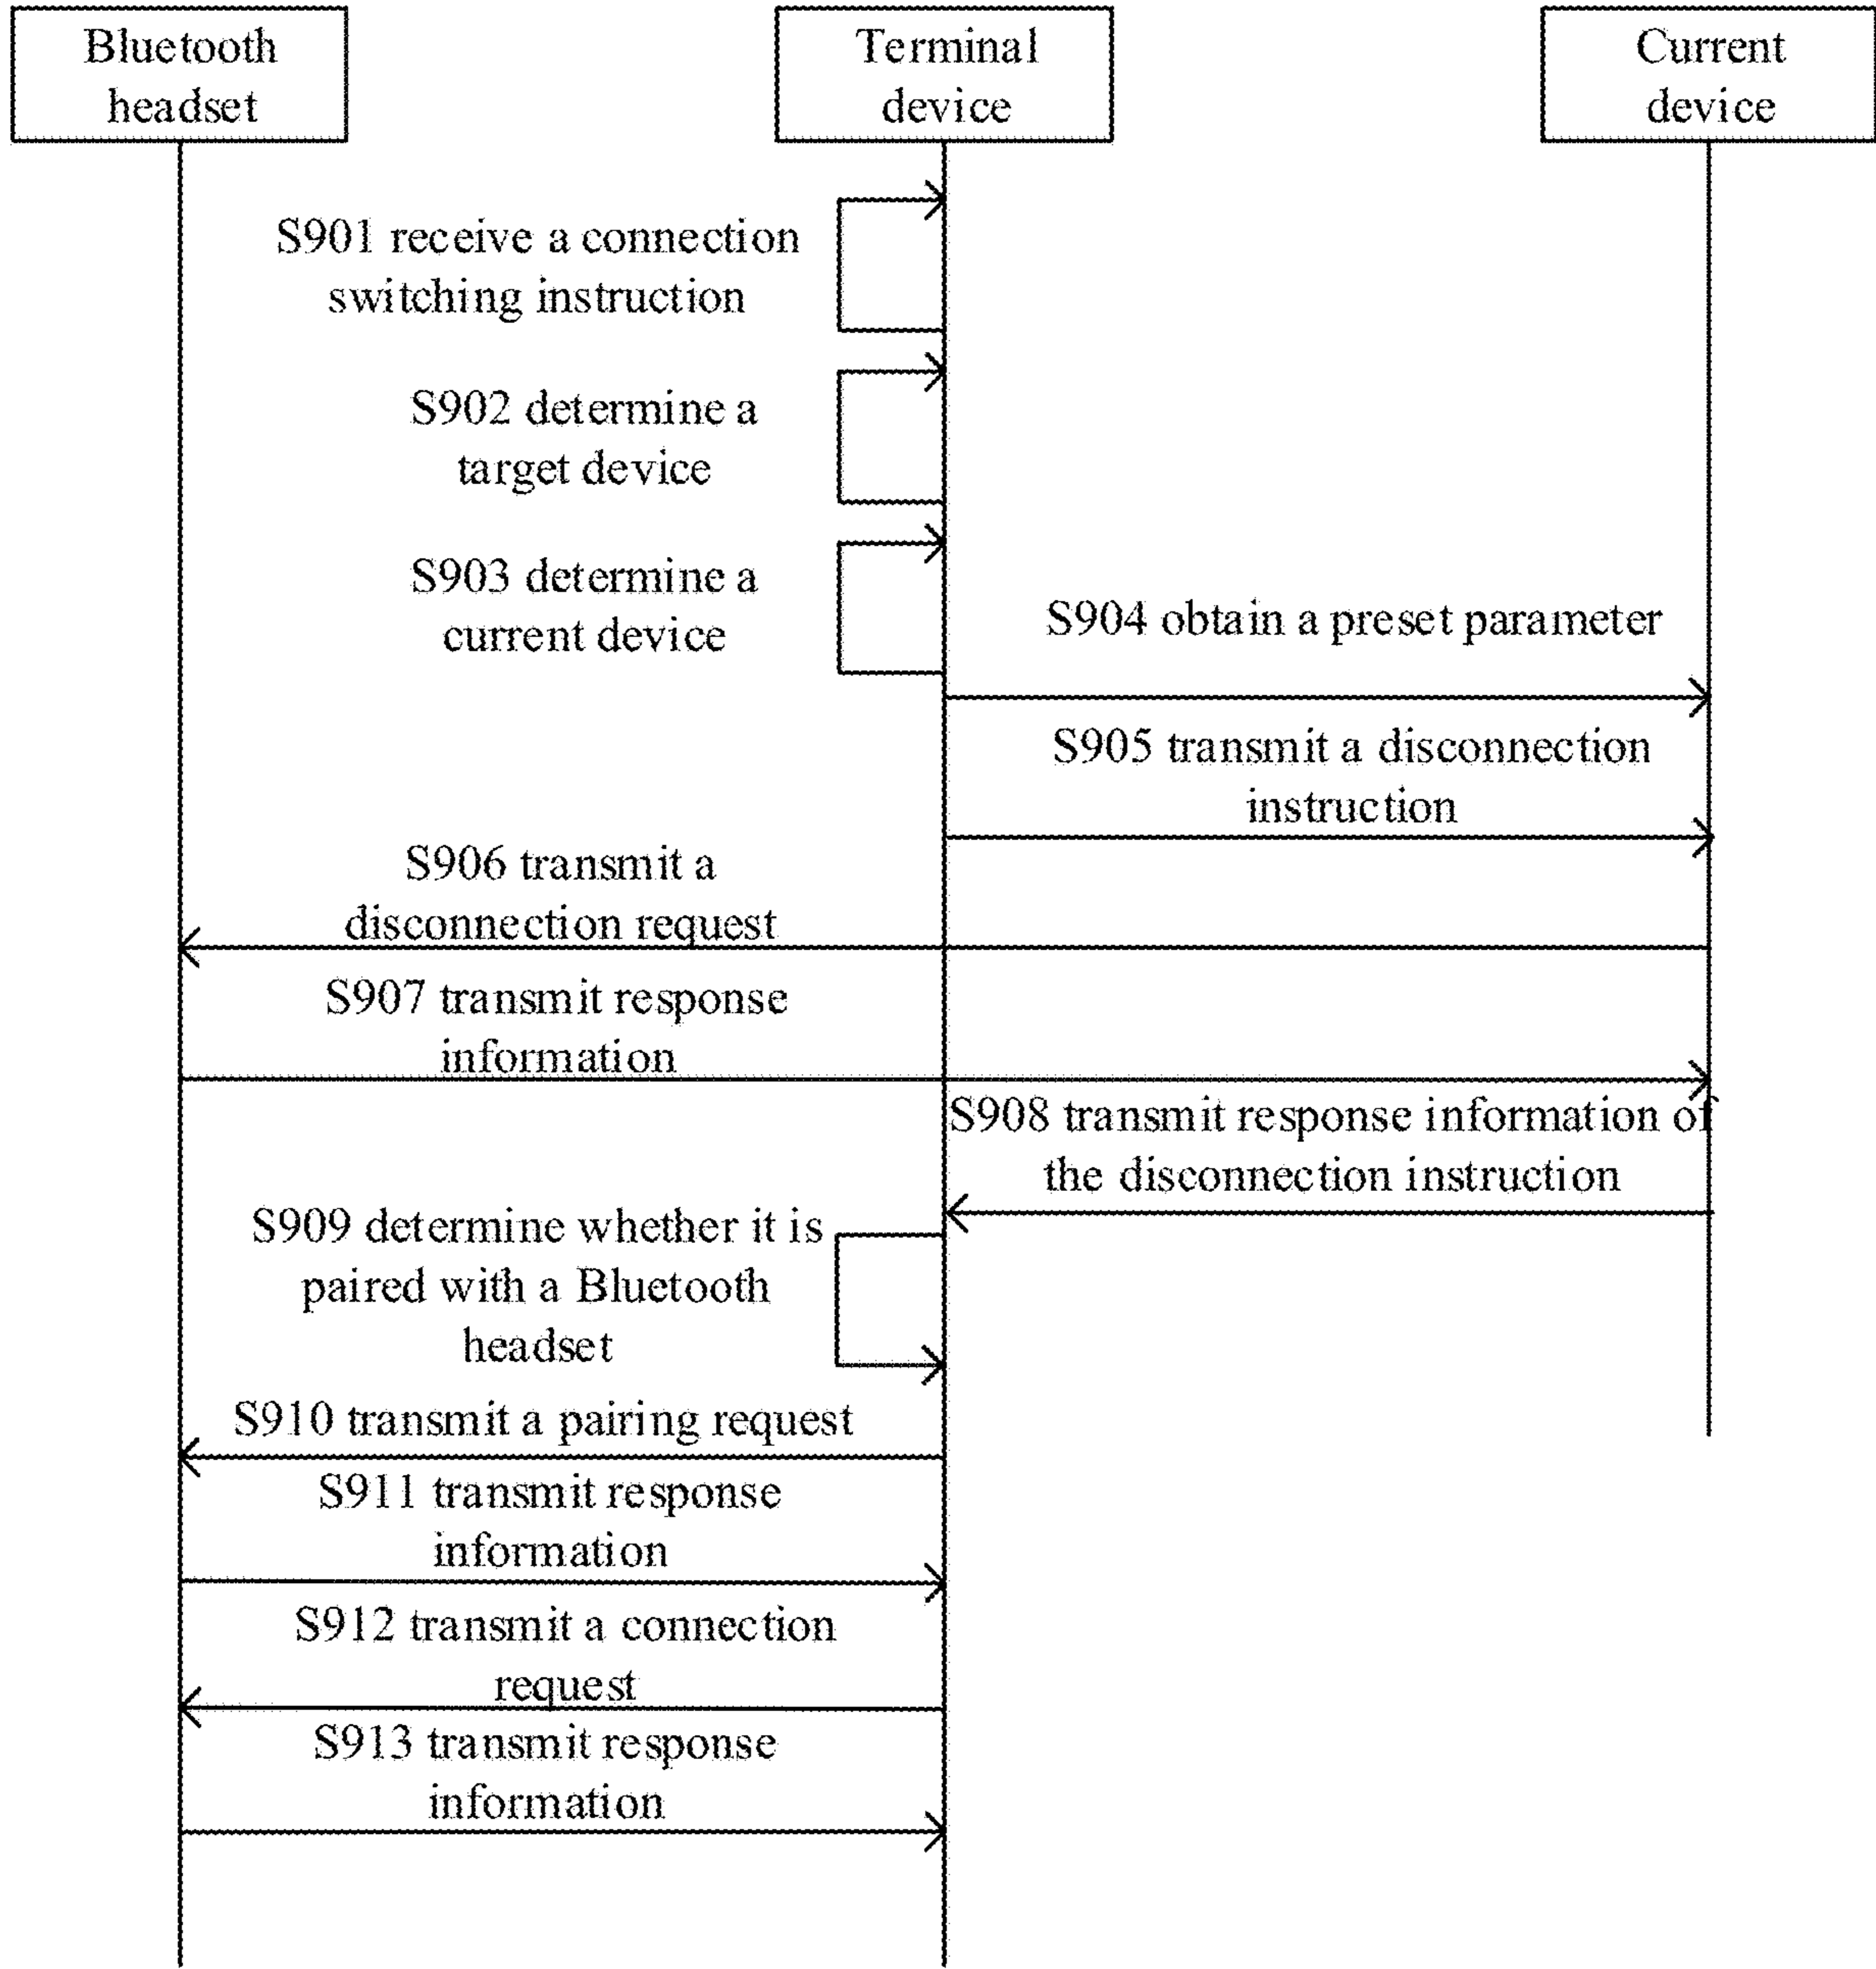 Bluetooth
headset
Terminal
device
Current
device
S901 receive a connection
switching instruction
S902 determine a
target device
S903 determine a
current device
S904 obtain a preset parameter
S905 transmit a disconnection
instruction
S906 transmit a
disconnection request
S907 transmit response
information
S908 transmit response information of
the disconnection instruction
S909 determine whether it is
paired with a Bluetooth
headset
S910 transmit a pairing request
S911 transmit response
information
S912 transmit a connection
request
S913 transmit response
information